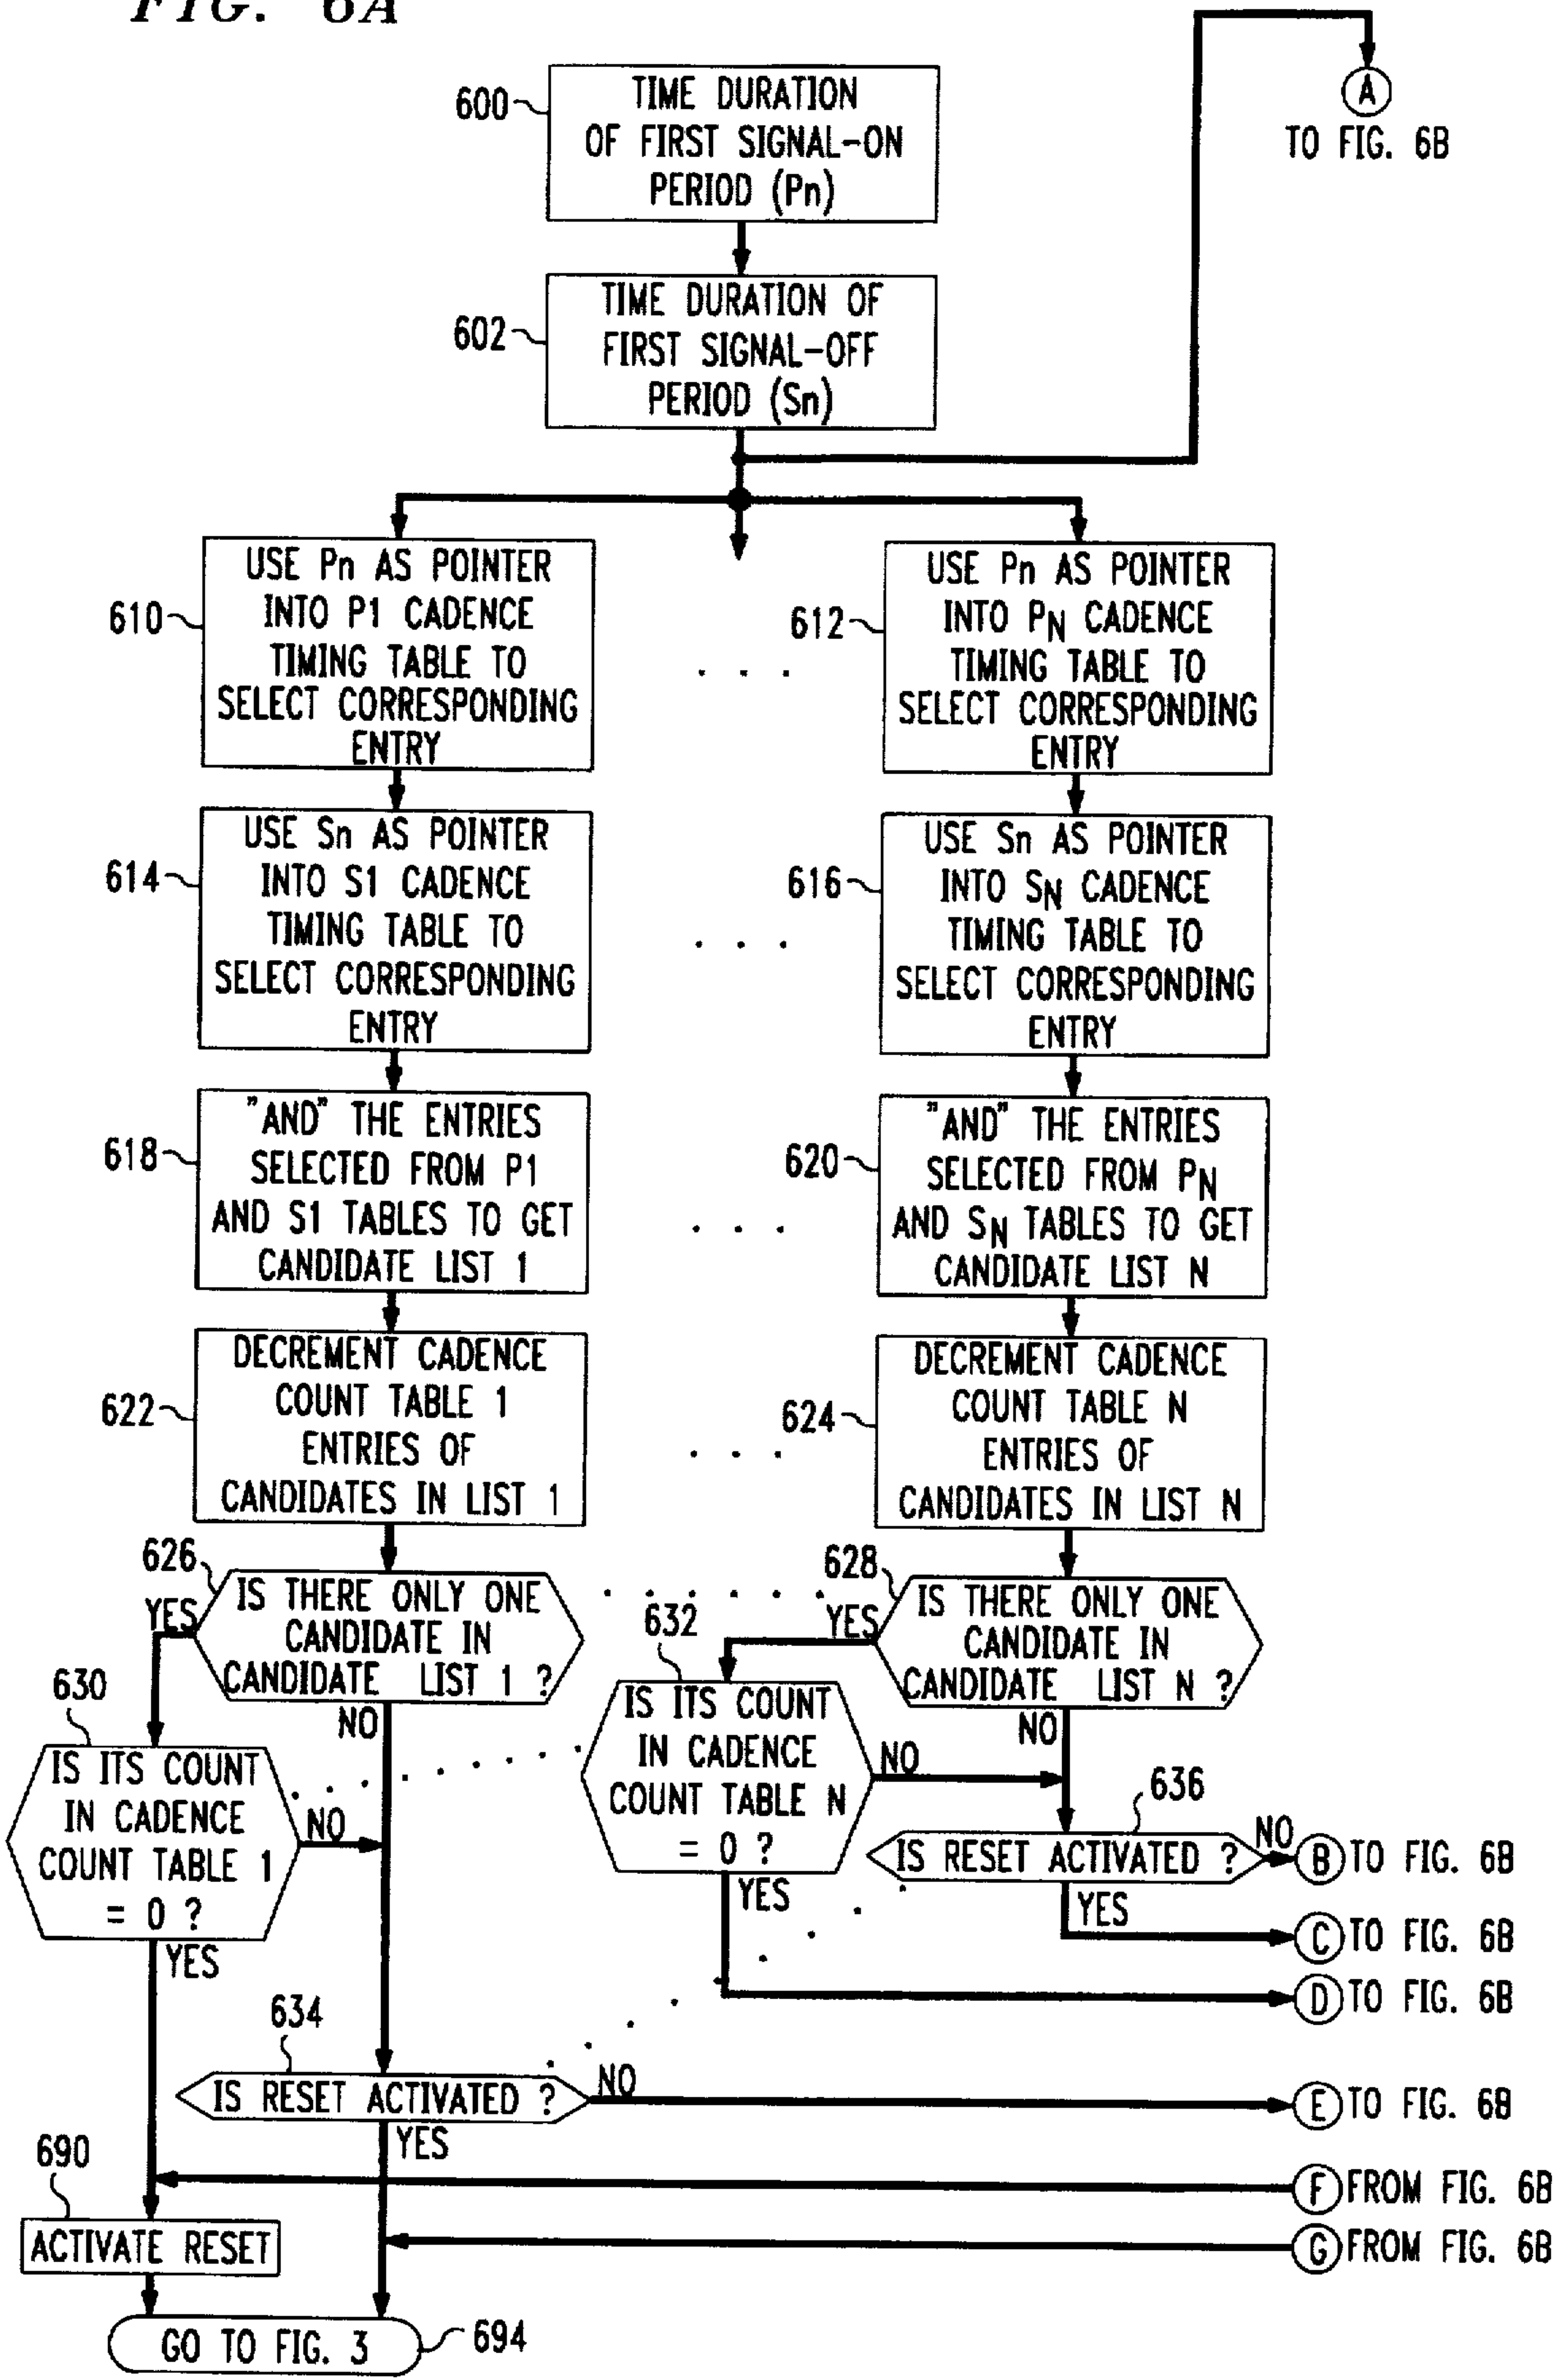 FIG. 6A
A
TO FIG. 6B
600
TIME DURATION
OF FIRST SIGNAL-ON
PERIOD (Pn)
602
TIME DURATION OF
FIRST SIGNAL-OFF
PERIOD (Sn)
610
USE Pn AS POINTER
INTO P1 CADENCE
TIMING TABLE TO
SELECT CORRESPONDING
ENTRY
. . .
612
USE Pn AS POINTER
INTO PN CADENCE
TIMING TABLE TO
SELECT CORRESPONDING
ENTRY
614
USE Sn AS POINTER
INTO S1 CADENCE
TIMING TABLE TO
SELECT CORRESPONDING
ENTRY
. . .
616
USE Sn AS POINTER
INTO SN CADENCE
TIMING TABLE TO
SELECT CORRESPONDING
ENTRY
618
"AND" THE ENTRIES
SELECTED FROM P1
AND S1 TABLES TO GET
CANDIDATE LIST 1
. . .
620
"AND" THE ENTRIES
SELECTED FROM PN
AND SN TABLES TO GET
CANDIDATE LIST N
622
DECREMENT CADENCE
COUNT TABLE 1
ENTRIES OF
CANDIDATES IN LIST 1
. . .
624
DECREMENT CADENCE
COUNT TABLE N
ENTRIES OF
CANDIDATES IN LIST N
626
IS THERE ONLY ONE
CANDIDATE IN
CANDIDATE LIST 1 ?
YES
NO
628
IS THERE ONLY ONE
CANDIDATE IN
CANDIDATE LIST N ?
YES
NO
630
IS ITS COUNT
IN CADENCE
COUNT TABLE 1
= 0 ?
NO
YES
632
IS ITS COUNT
IN CADENCE
COUNT TABLE N
= 0 ?
NO
YES
636
IS RESET ACTIVATED ?
NO
B TO FIG. 6B
YES
C TO FIG. 6B
D TO FIG. 6B
634
IS RESET ACTIVATED ?
NO
E TO FIG. 6B
YES
F FROM FIG. 6B
690
ACTIVATE RESET
G FROM FIG. 6B
GO TO FIG. 3
694